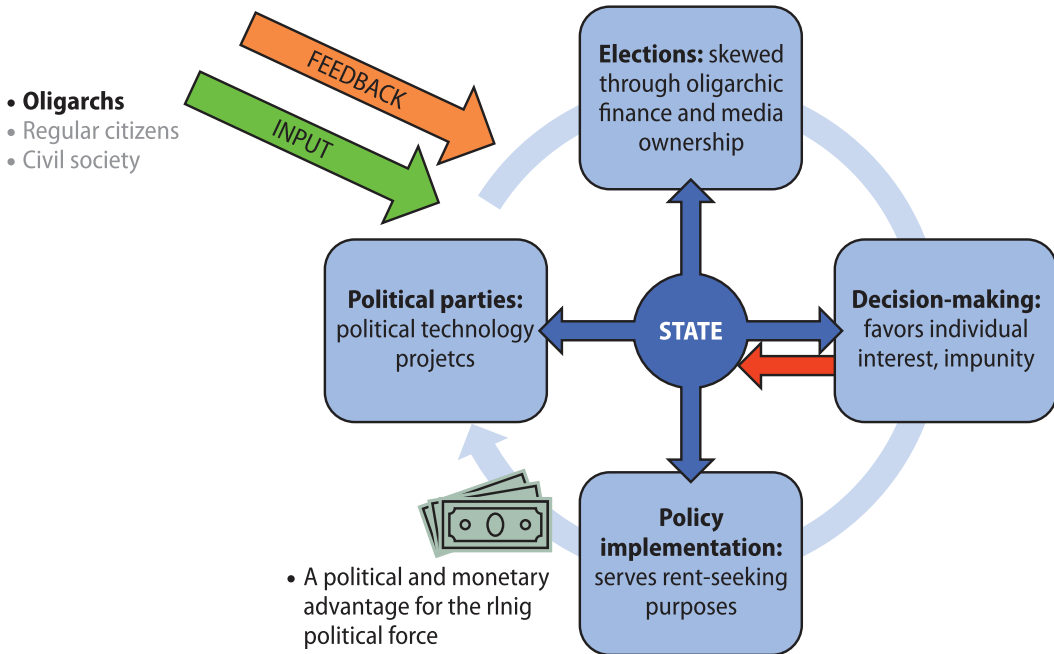 FEEDBACK
INPUT
• Oligarchs
• Regular citizens
• Civil society
Elections: skewed
through oligarchic
finance and media
ownership
Political parties:
political technology
projetcs
STATE
Decision-making:
favors individual
interest, impunity
Policy
implementation:
serves rent-seeking
purposes
• A political and monetary
advantage for the rlnig
political force